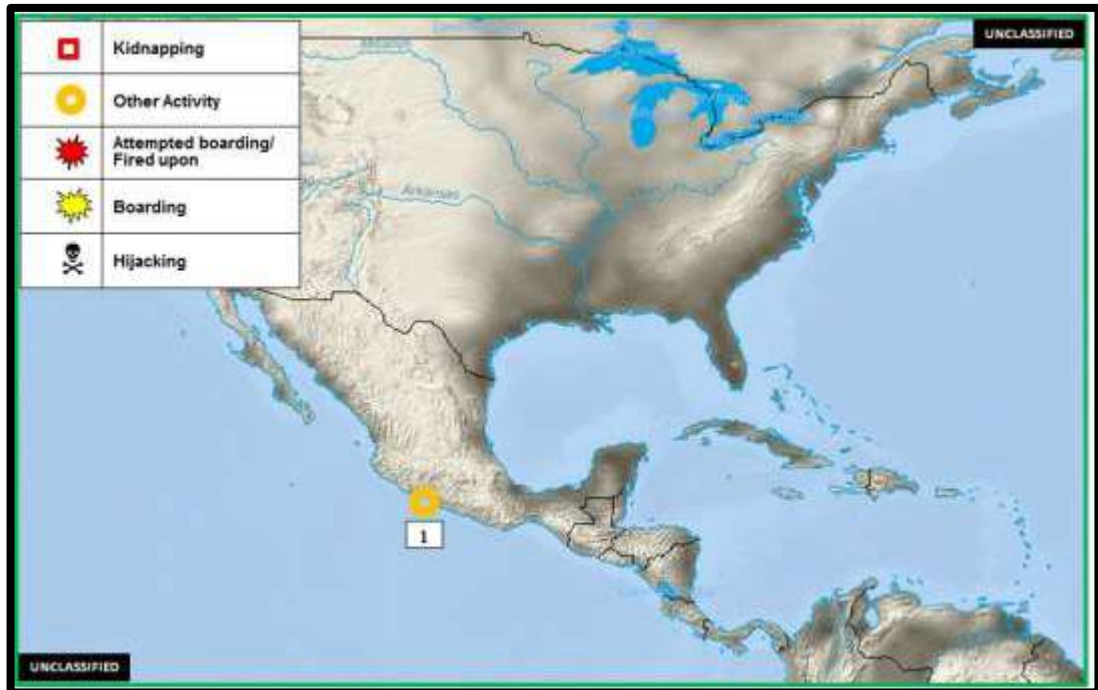 UNCLASSIFIED
Kidnapping
Other Activity
Attempted boarding/
Fired upon
Boarding
Hijacking
Arkansas
1
UNCLASSIFIED